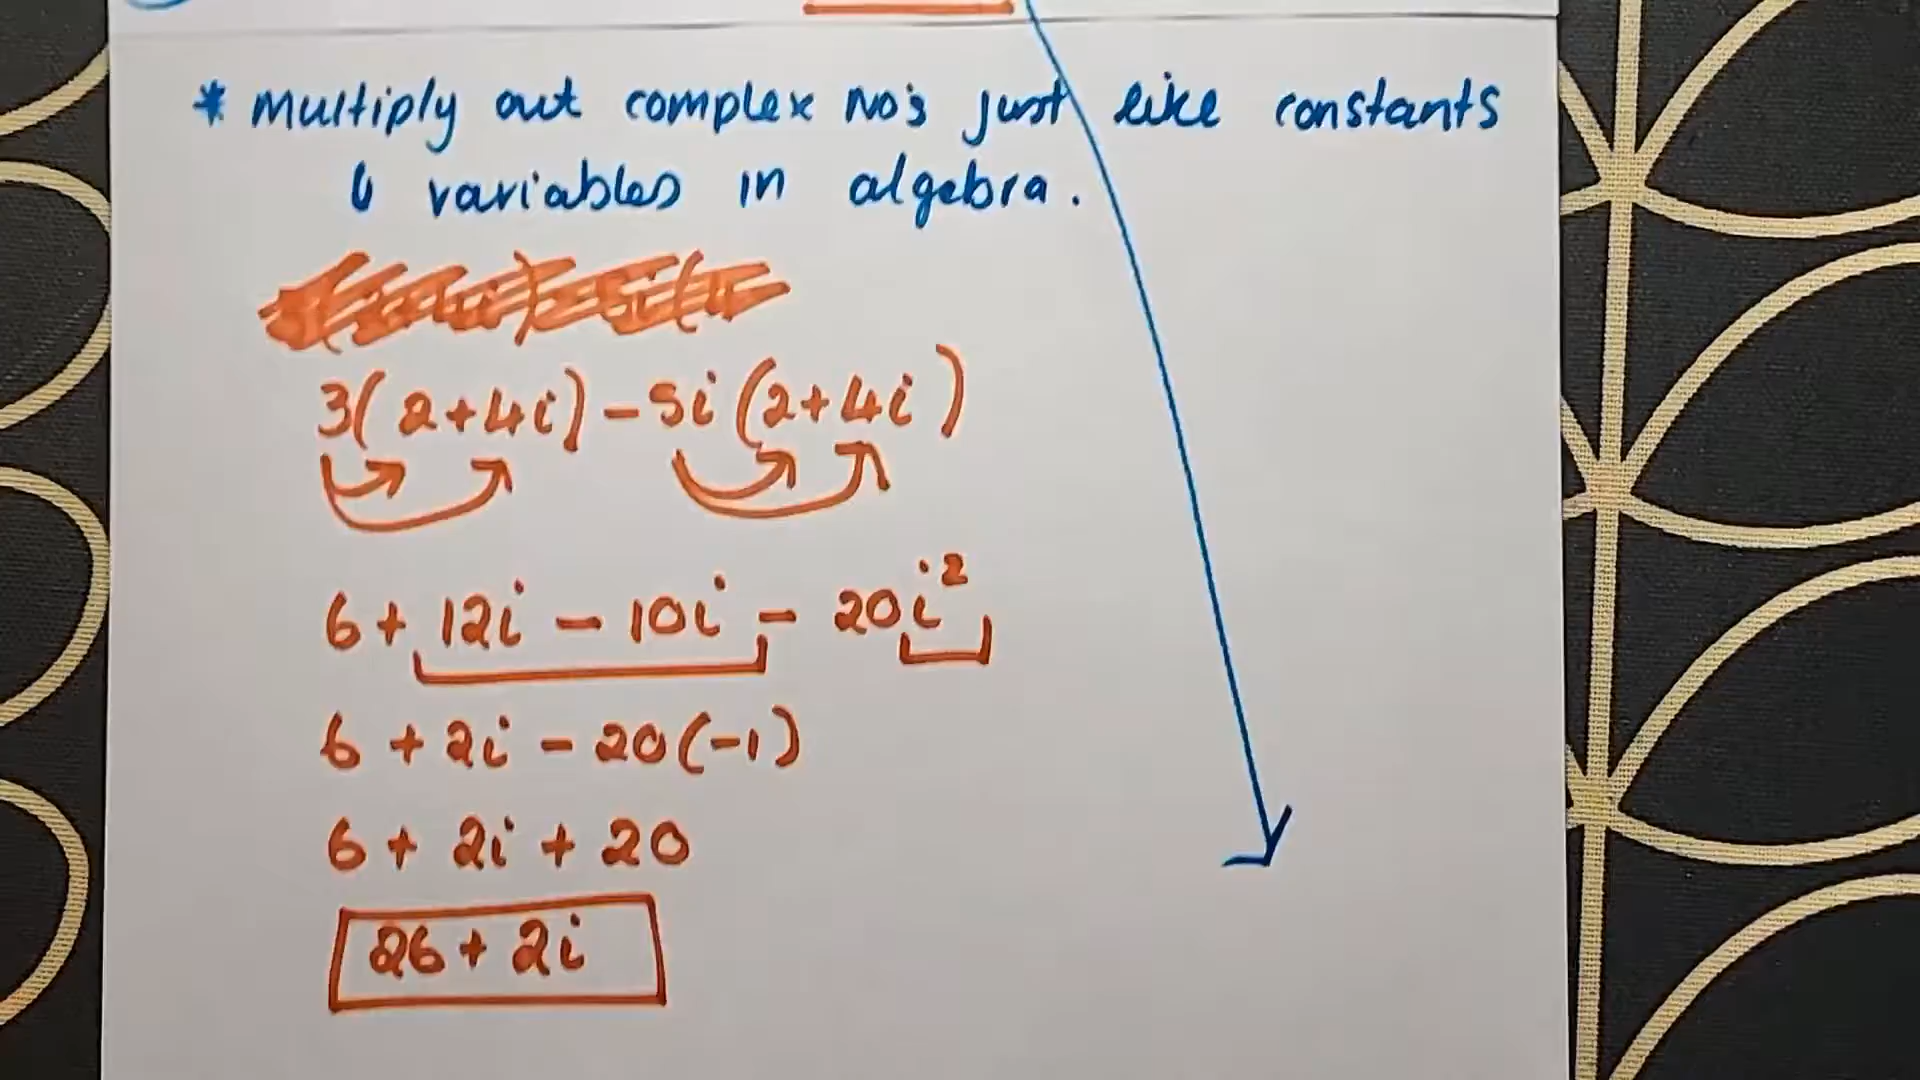 * Multiply out complex No's just like constants
& variables in algebra.
3(2+4i)-5i(2+4i)
6+12i-10i-20i²
6+2i-20(-1)
6+2i+20
26+2i